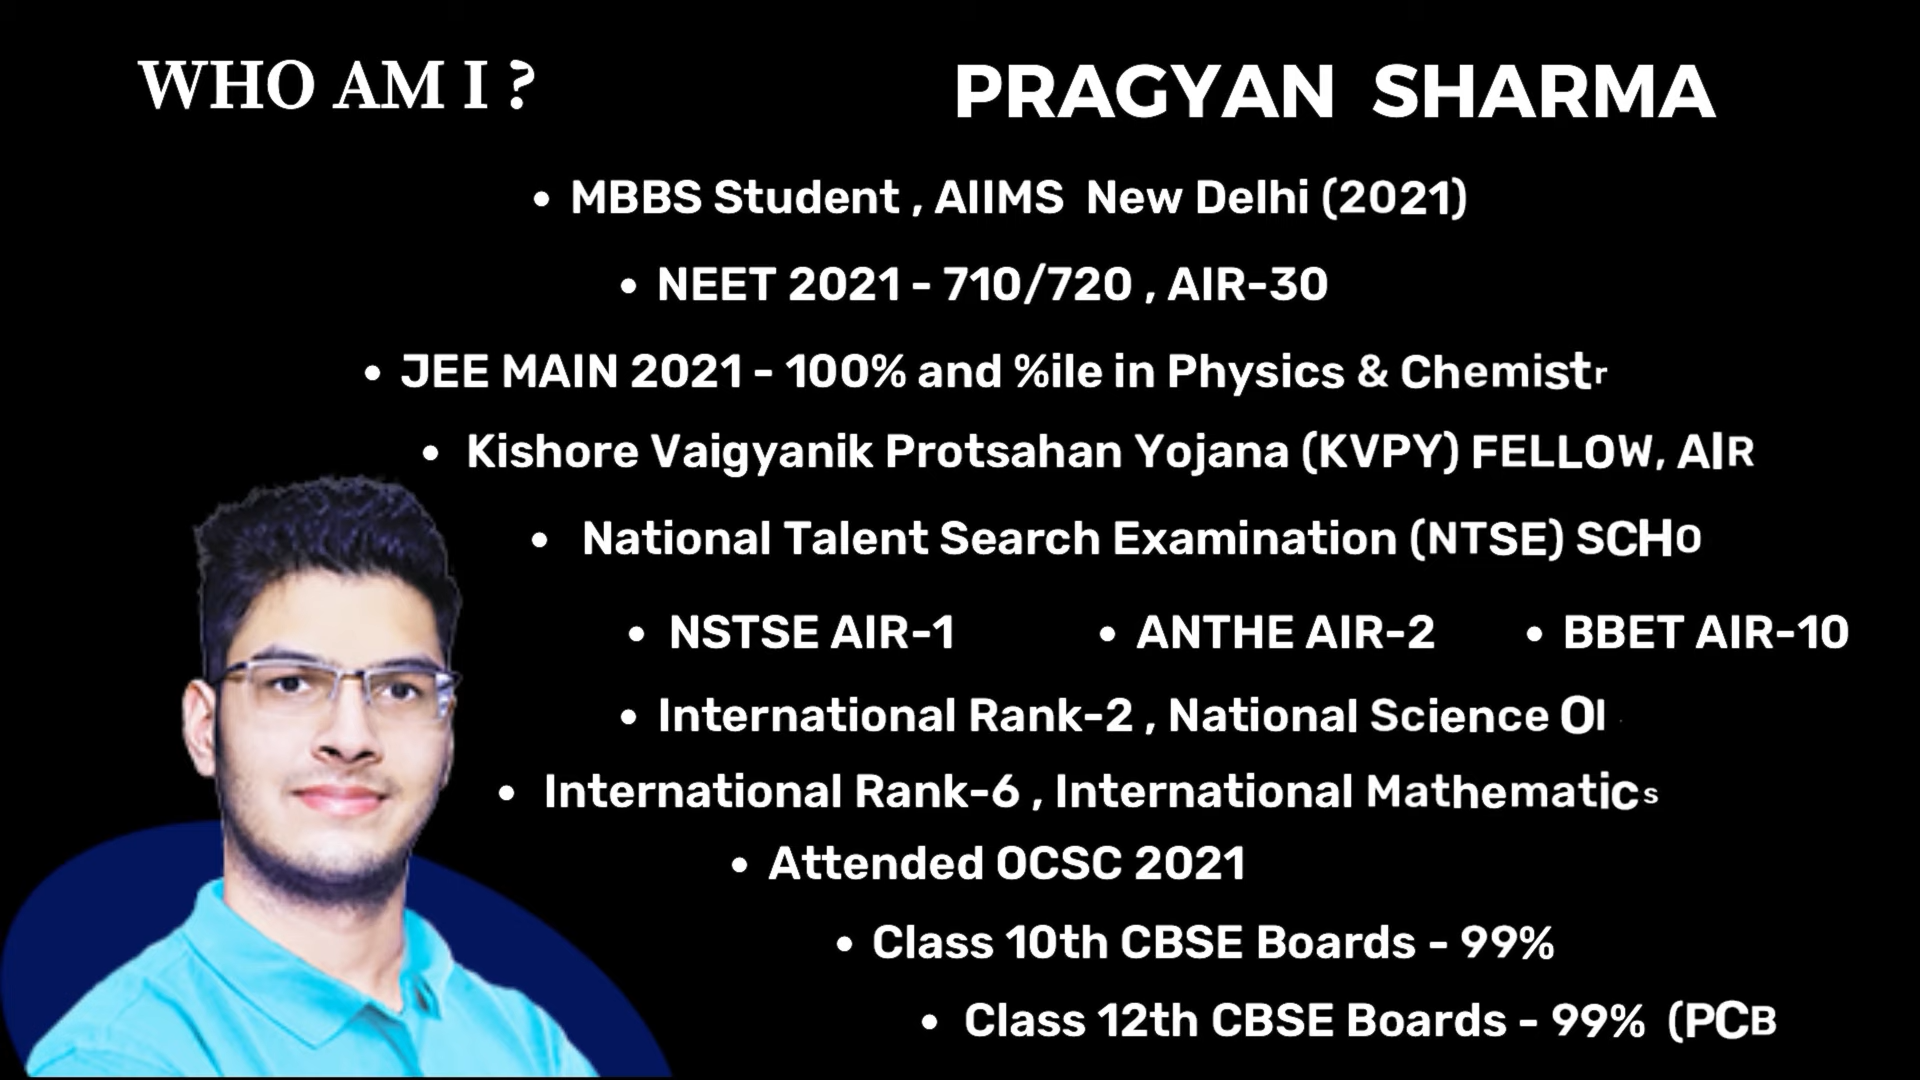 WHO AM I ?
PRAGYAN SHARMA
• MBBS Student , AIIMS New Delhi (2021)
• NEET 2021 - 710/720 , AIR-30
• JEE MAIN 2021 - 100% and %ile in Physics & Chemistr
• Kishore Vaigyanik Protsahan Yojana (KVPY) FELLOW, AIR
• National Talent Search Examination (NTSE) SCHO
• NSTSE AIR-1 • ANTHE AIR-2 • BBET AIR-10
• International Rank-2 , National Science Ol
• International Rank-6 , International Mathematics
• Attended OCSC 2021
• Class 10th CBSE Boards - 99%
• Class 12th CBSE Boards - 99% (PCB